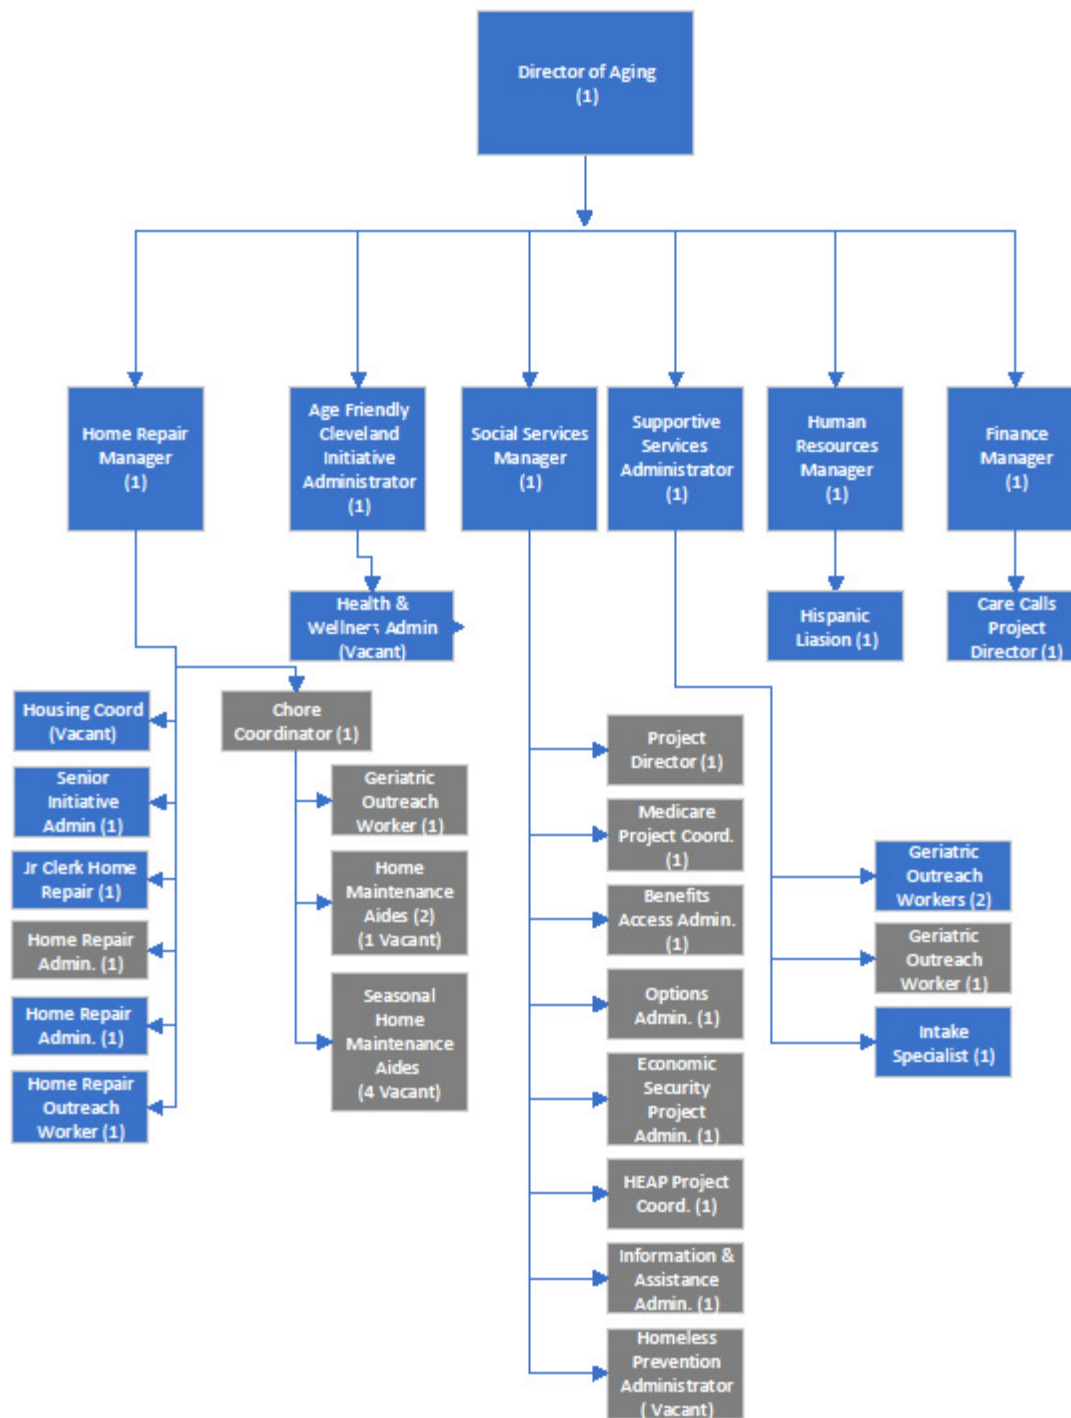 Director of Aging
(1)
Home Repair
Manager
(1)
Age Friendly
Cleveland
Initiative
Administrator
(1)
Social Services
Manager
(1)
Supportive
Services
Administrator
(1)
Human
Resources
Manager
(1)
Finance
Manager
(1)
Health &
Wellness Admin
(Vacant)
Hispanic
Liasion (1)
Care Calls
Project
Director (1)
Housing Coord
(Vacant)
Senior
Initiative
Admin (1)
Jr Clerk Home
Repair (1)
Home Repair
Admin. (1)
Home Repair
Admin. (1)
Home Repair
Outreach
Worker (1)
Chore
Coordinator (1)
Geriatric
Outreach
Worker (1)
Home
Maintenance
Aides (2)
(1 Vacant)
Seasonal
Home
Maintenance
Aides
(4 Vacant)
Project
Director (1)
Medicare
Project Coord.
(1)
Benefits
Access Admin.
(1)
Options
Admin. (1)
Economic
Security
Project
Admin. (1)
HEAP Project
Coord. (1)
Information &
Assistance
Admin. (1)
Homeless
Prevention
Administrator
( Vacant)
Geriatric
Outreach
Workers (2)
Geriatric
Outreach
Worker (1)
Intake
Specialist (1)